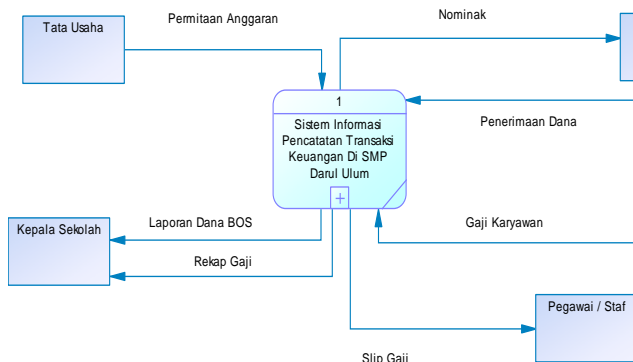 Permitaan Anggaran
Nominak
Tata Usaha
1
Sistem Informasi
Pencatatan Transaksi
Keuangan Di SMP
Darul Ulum
Penerimaan Dana
Kepala Sekolah
Laporan Dana BOS
Gaji Karyawan
Rekap Gaji
Pegawai / Staf
Slip Gaji